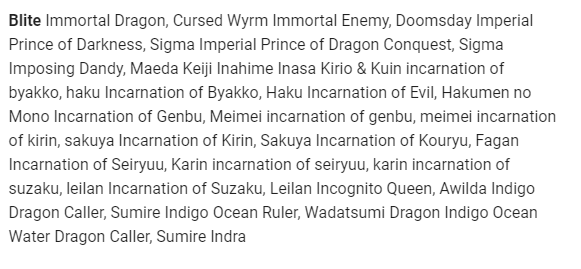 Blite Immortal Dragon, Cursed Wyrm Immortal Enemy, Doomsday Imperial
Prince of Darkness, Sigma Imperial Prince of Dragon Conquest, Sigma
Imposing Dandy, Maeda Keiji Inahime Inasa Kirio & Kuin incarnation of
byakko, haku Incarnation of Byakko, Haku Incarnation of Evil, Hakumen no
Mono Incarnation of Genbu, Meimei incarnation of genbu, meimei incarnation
of kirin, sakuya Incarnation of Kirin, Sakuya Incarnation of Kouryu, Fagan
Incarnation of Seiryuu, Karin incarnation of seiryuu, karin incarnation of
suzaku, leilan Incarnation of Suzaku, Leilan Incognito Queen, Awilda Indigo
Dragon Caller, Sumire Indigo Ocean Ruler, Wadatsumi Dragon Indigo Ocean
Water Dragon Caller, Sumire Indra